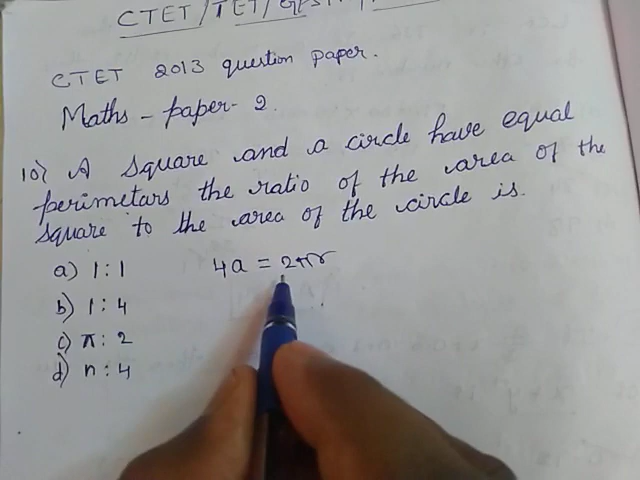 CTET/TET/GPSTR/
CTET 2013 question paper.
Maths - paper - 2.
10) A square and a circle have equal
perimetars the ratio of the area of the
square to the area of the circle is.
a) 1 : 1
4a = 2πr
b) 1 : 4
c) π : 2
d) n : 4